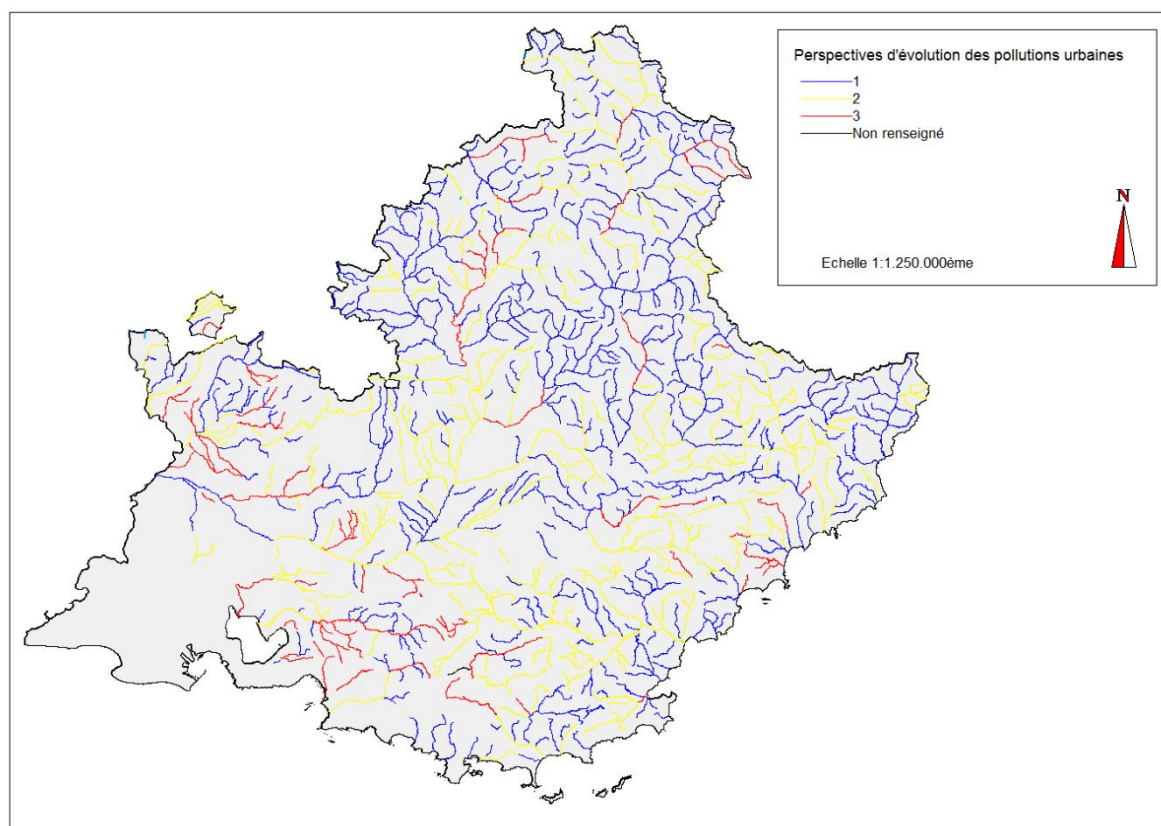 Perspectives d'évolution des pollutions urbaines
1
2
3
Non renseigné
N
Echelle 1:1.250.000ème